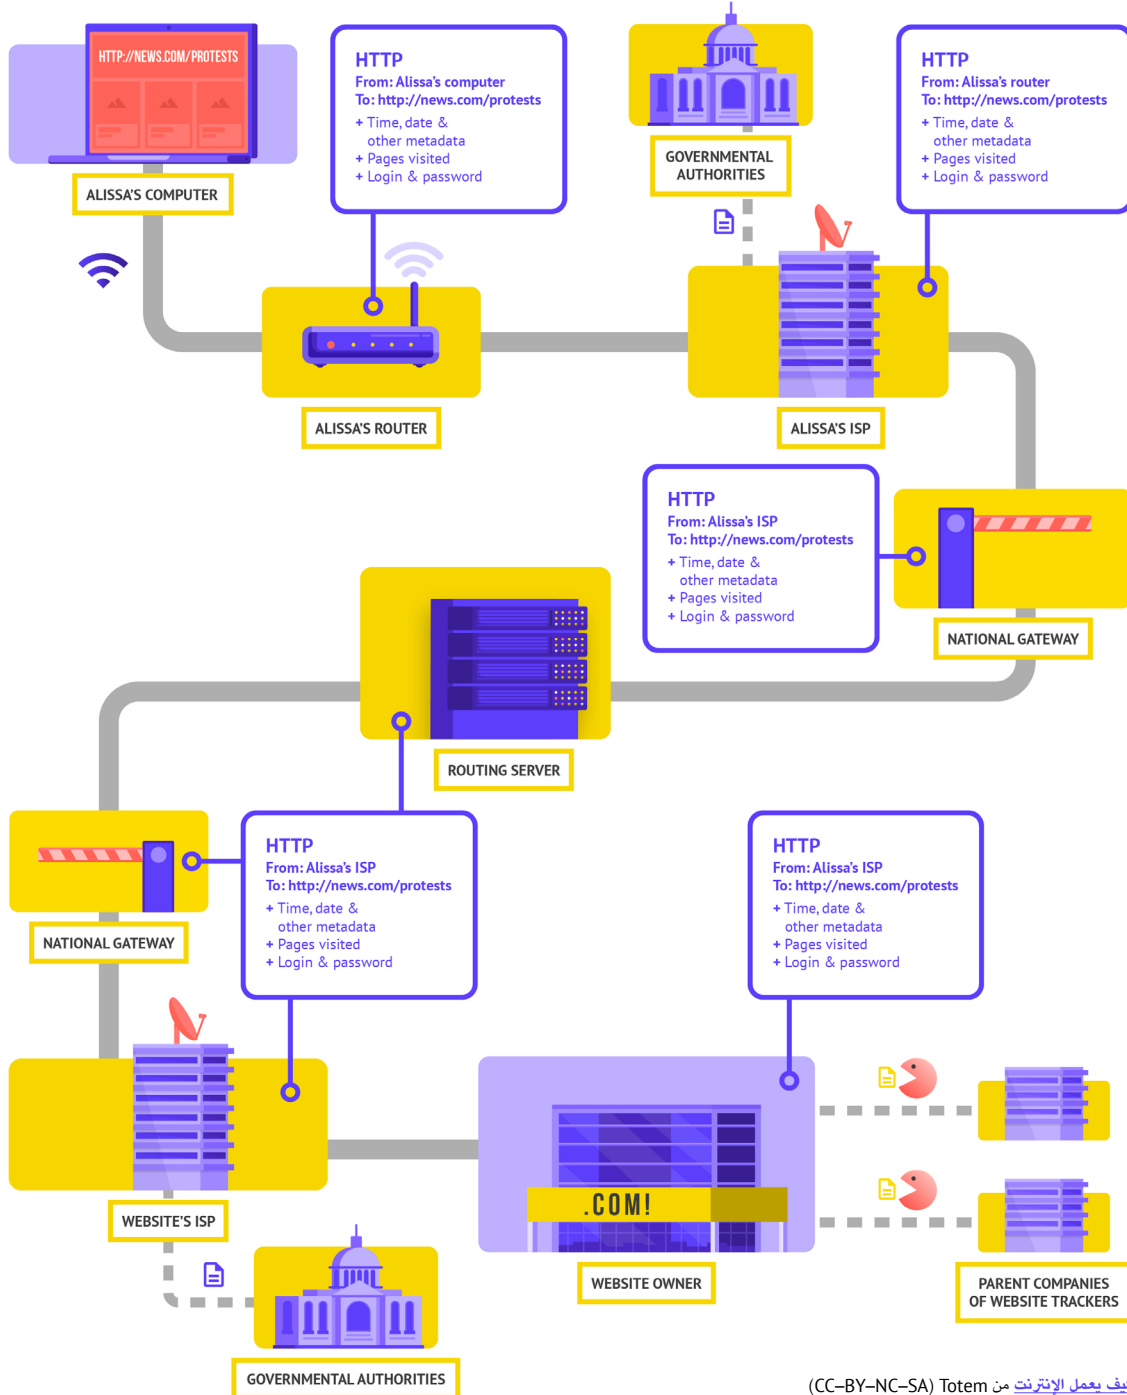 HTTP://NEWS.COM/PROTESTS
ALISSA'S COMPUTER
HTTP
From: Alissa's computer
To: http://news.com/protests
+ Time, date &
other metadata
+ Pages visited
+ Login & password
GOVERNMENTAL
AUTHORITIES
HTTP
From: Alissa's router
To: http://news.com/protests
+ Time, date &
other metadata
+ Pages visited
+ Login & password
ALISSA'S ROUTER
ALISSA'S ISP
HTTP
From: Alissa's ISP
To: http://news.com/protests
+ Time, date &
other metadata
+ Pages visited
+ Login & password
NATIONAL GATEWAY
ROUTING SERVER
NATIONAL GATEWAY
HTTP
From: Alissa's ISP
To: http://news.com/protests
+ Time, date &
other metadata
+ Pages visited
+ Login & password
HTTP
From: Alissa's ISP
To: http://news.com/protests
+ Time, date &
other metadata
+ Pages visited
+ Login & password
WEBSITE'S ISP
.COM!
WEBSITE OWNER
PARENT COMPANIES
OF WEBSITE TRACKERS
GOVERNMENTAL AUTHORITIES
كيف يعمل الإنترنت من Totem (CC–BY–NC–SA)